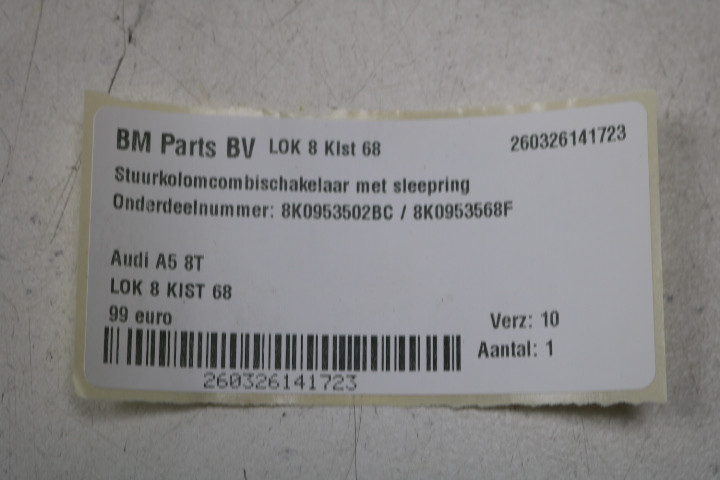 BM Parts BV LOK 8 KIst 68 260326141723
Stuurkolomcombischakelaar met sleepring
Onderdeelnummer: 8K0953502BC / 8K0953568F
Audi A5 8T
LOK 8 KIST 68
99 euro Verz: 10
Aantal: 1
260326141723